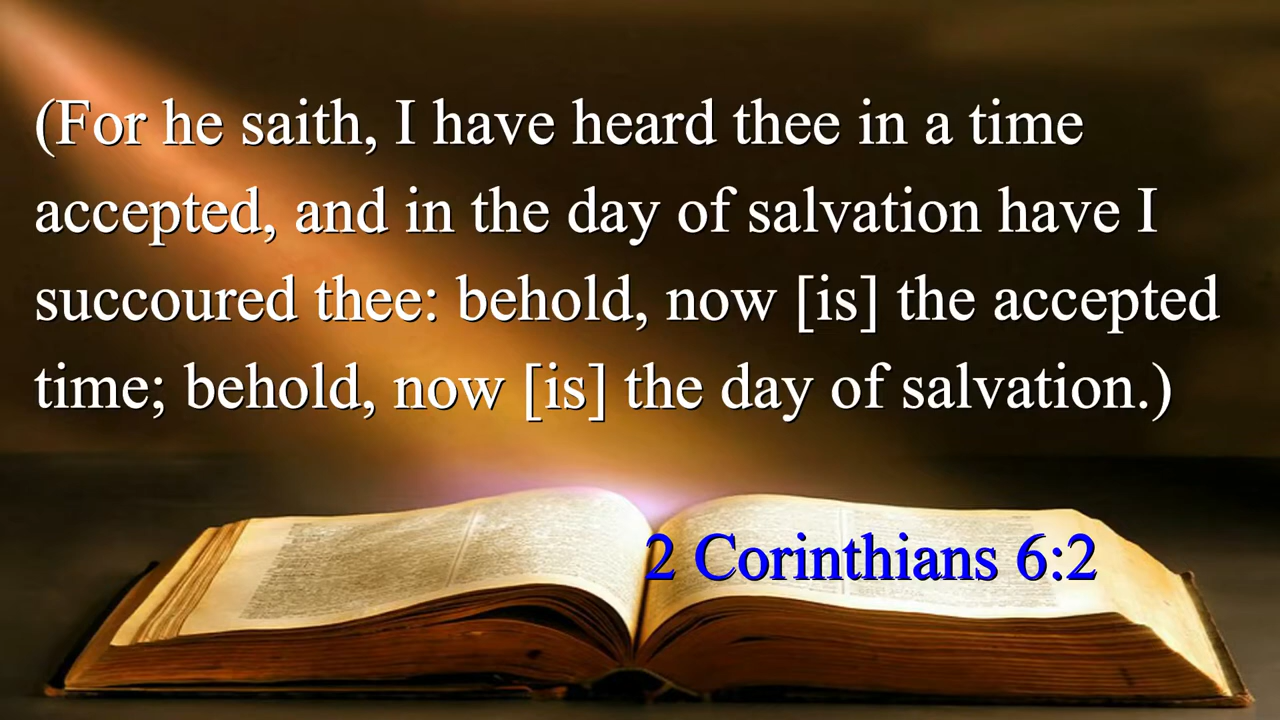 (For he saith, I have heard thee in a time
accepted, and in the day of salvation have I
succoured thee: behold, now [is] the accepted
time; behold, now [is] the day of salvation.)
2 Corinthians 6:2